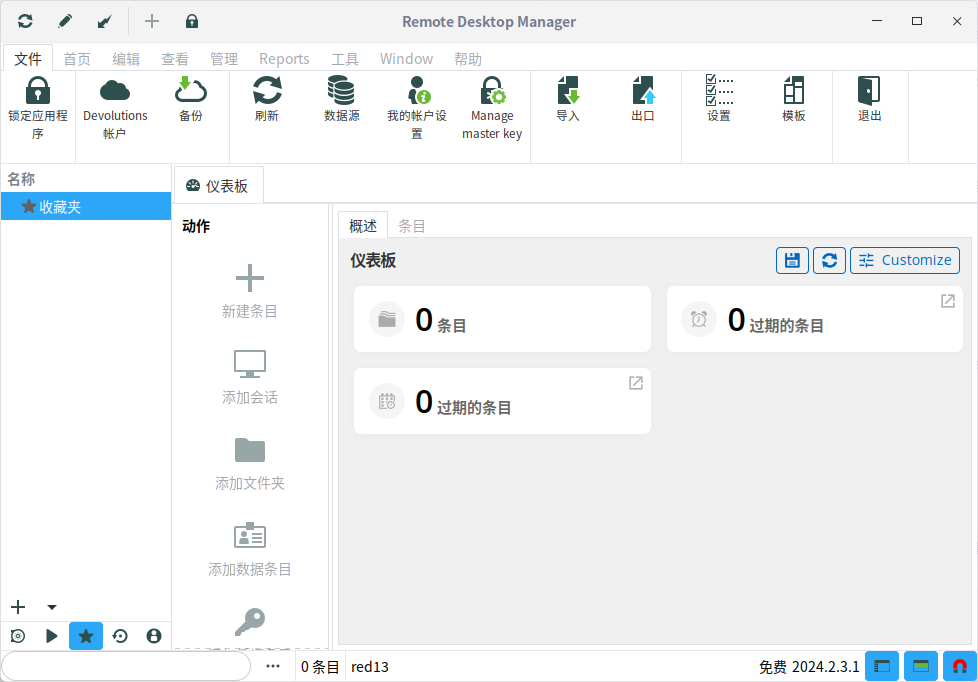 Remote Desktop Manager
文件 首页 编辑 查看 管理 Reports 工具 Window 帮助
锁定应用程序
Devolutions 帐户
备份
刷新
数据源
我的帐户设置
Manage master key
导入
出口
设置
模板
退出
名称
仪表板
收藏夹
动作
概述 条目
仪表板
Customize
新建条目
0 条目
0 过期的条目
添加会话
0 过期的条目
添加文件夹
添加数据条目
0 条目
red13
免费 2024.2.3.1